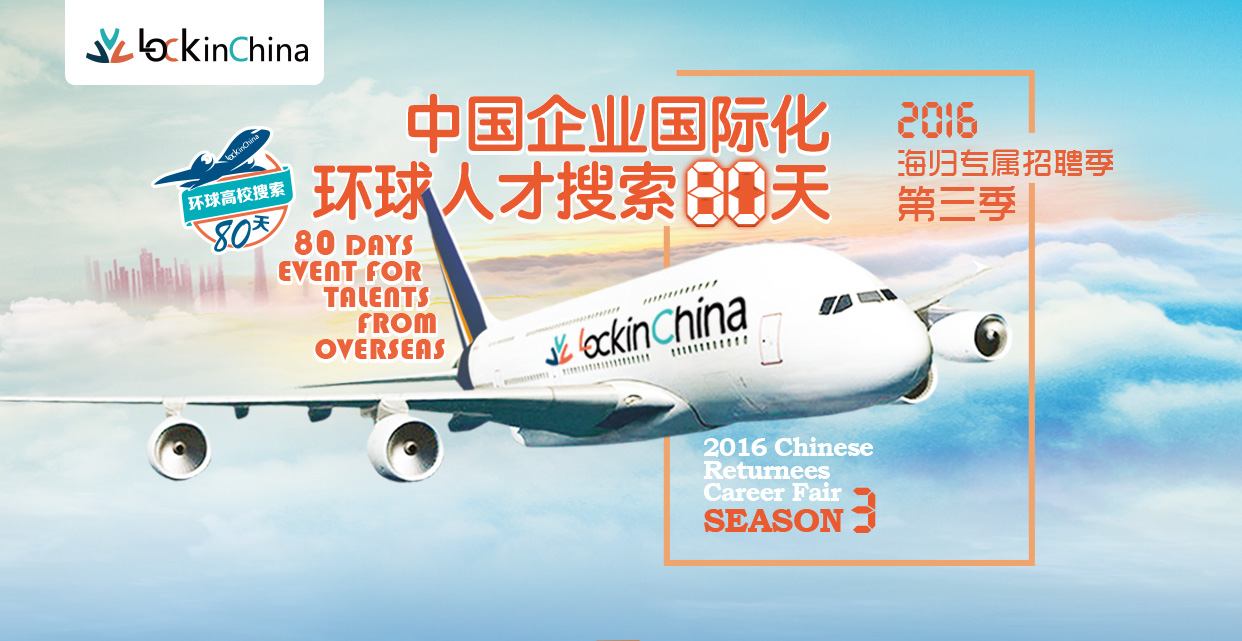 LockinChina
中国企业国际化
环球人才搜索80天
2016
海归专属招聘季
第三季
LockinChina
环球高校搜索
80天
80 DAYS
EVENT FOR
TALENTS
FROM
OVERSEAS
LockinChina
2016 Chinese
Returnees
Career Fair
SEASON 3